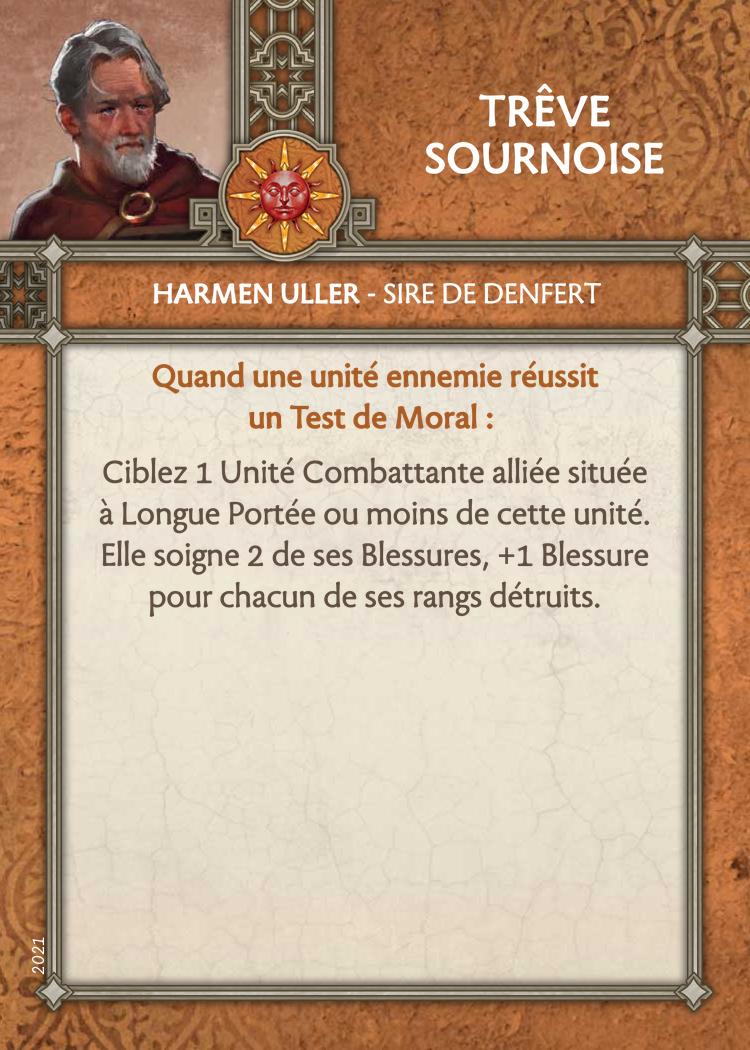 TRÊVE
SOURNOISE
HARMEN ULLER - SIRE DE DENFERT
Quand une unité ennemie réussit
un Test de Moral :
Ciblez 1 Unité Combattante alliée située
à Longue Portée ou moins de cette unité.
Elle soigne 2 de ses Blessures, +1 Blessure
pour chacun de ses rangs détruits.
2021